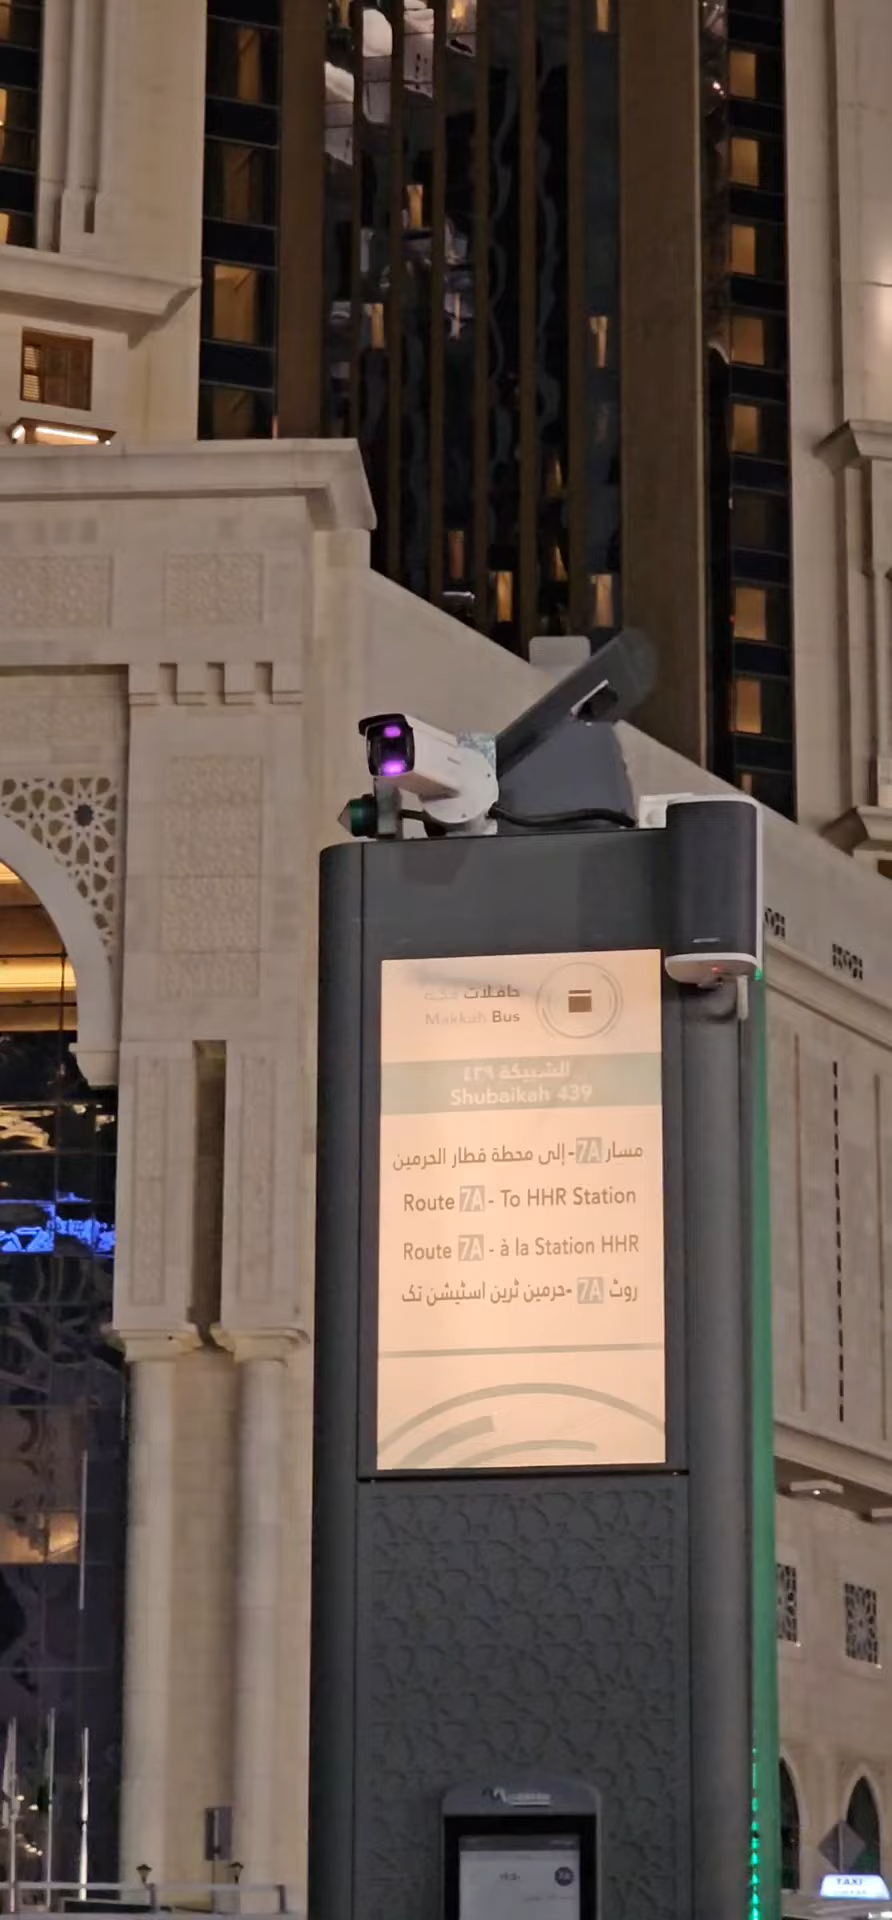 حافلات مكة
Makkah Bus
الشبيكة ٤٣٩
Shubaikah 439
مسار 7A - إلى محطة قطار الحرمين
Route 7A - To HHR Station
Route 7A - à la Station HHR
روٹ 7A - حرمین ٹرین اسٹیشن تک
TAXI